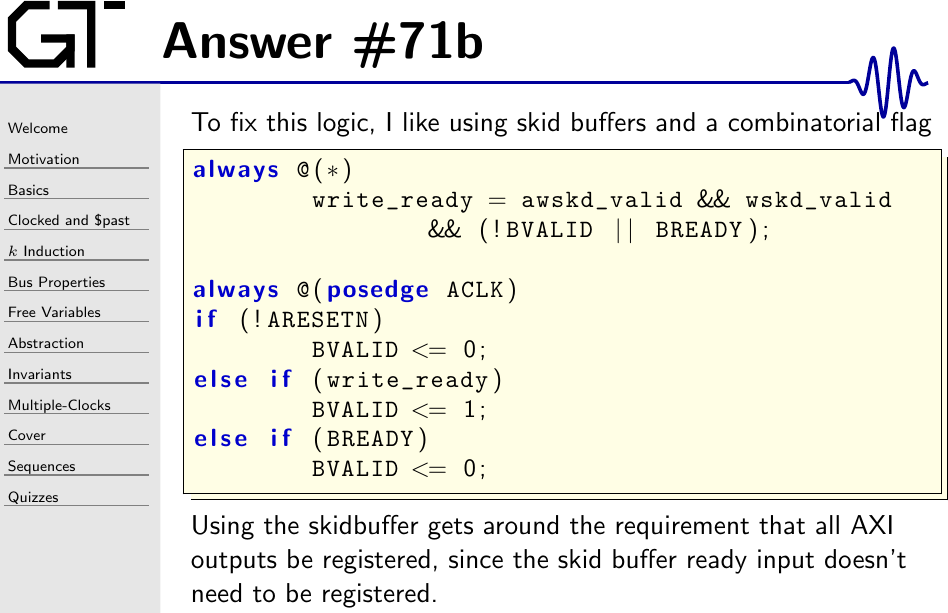 GT
Answer #71b
Welcome
Motivation
Basics
Clocked and $past
k Induction
Bus Properties
Free Variables
Abstraction
Invariants
Multiple-Clocks
Cover
Sequences
Quizzes
To fix this logic, I like using skid buffers and a combinatorial flag
always @(*)
write_ready = awskd_valid && wskd_valid
&& (!BVALID || BREADY);
always @(posedge ACLK)
if (!ARESETN)
BVALID <= 0;
else if (write_ready)
BVALID <= 1;
else if (BREADY)
BVALID <= 0;
Using the skidbuffer gets around the requirement that all AXI
outputs be registered, since the skid buffer ready input doesn't
need to be registered.